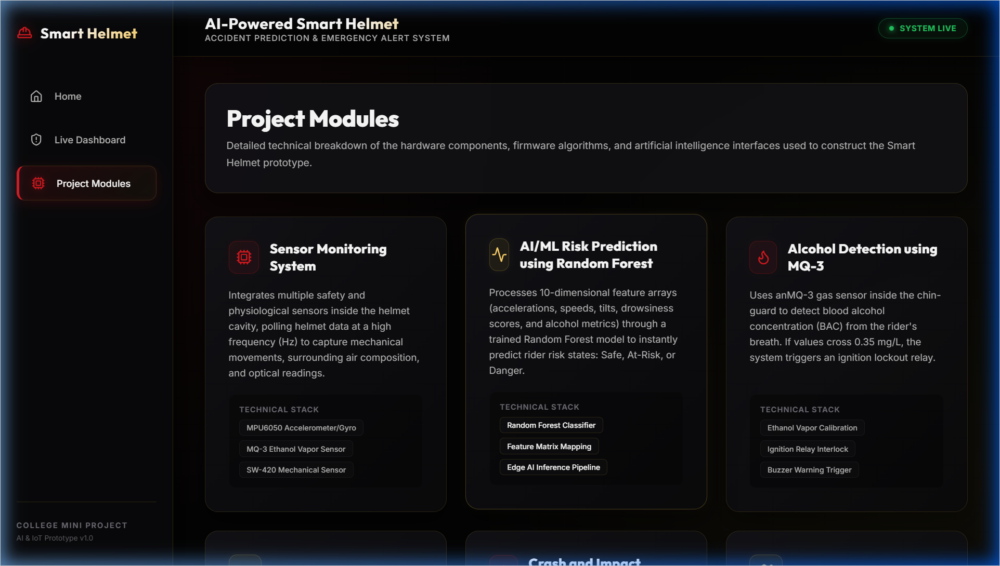 Smart Helmet
AI-Powered Smart Helmet
ACCIDENT PREDICTION & EMERGENCY ALERT SYSTEM
SYSTEM LIVE
Home
Live Dashboard
Project Modules
COLLEGE MINI PROJECT
AI & IoT Prototype v1.0
Project Modules
Detailed technical breakdown of the hardware components, firmware algorithms, and artificial intelligence interfaces used to construct the Smart
Helmet prototype.
Sensor Monitoring
System
Integrates multiple safety and
physiological sensors inside the helmet
cavity, polling helmet data at a high
frequency (Hz) to capture mechanical
movements, surrounding air composition,
and optical readings.
TECHNICAL STACK
MPU6050 Accelerometer/Gyro
MQ-3 Ethanol Vapor Sensor
SW-420 Mechanical Sensor
AI/ML Risk Prediction
using Random Forest
Processes 10-dimensional feature arrays
(accelerations, speeds, tilts, drowsiness
scores, and alcohol metrics) through a
trained Random Forest model to instantly
predict rider risk states: Safe, At-Risk, or
Danger.
TECHNICAL STACK
Random Forest Classifier
Feature Matrix Mapping
Edge AI Inference Pipeline
Alcohol Detection using
MQ-3
Uses anMQ-3 gas sensor inside the chin-
guard to detect blood alcohol
concentration (BAC) from the rider's
breath. If values cross 0.35 mg/L, the
system triggers an ignition lockout relay.
TECHNICAL STACK
Ethanol Vapor Calibration
Ignition Relay Interlock
Buzzer Warning Trigger
Crash and Impact